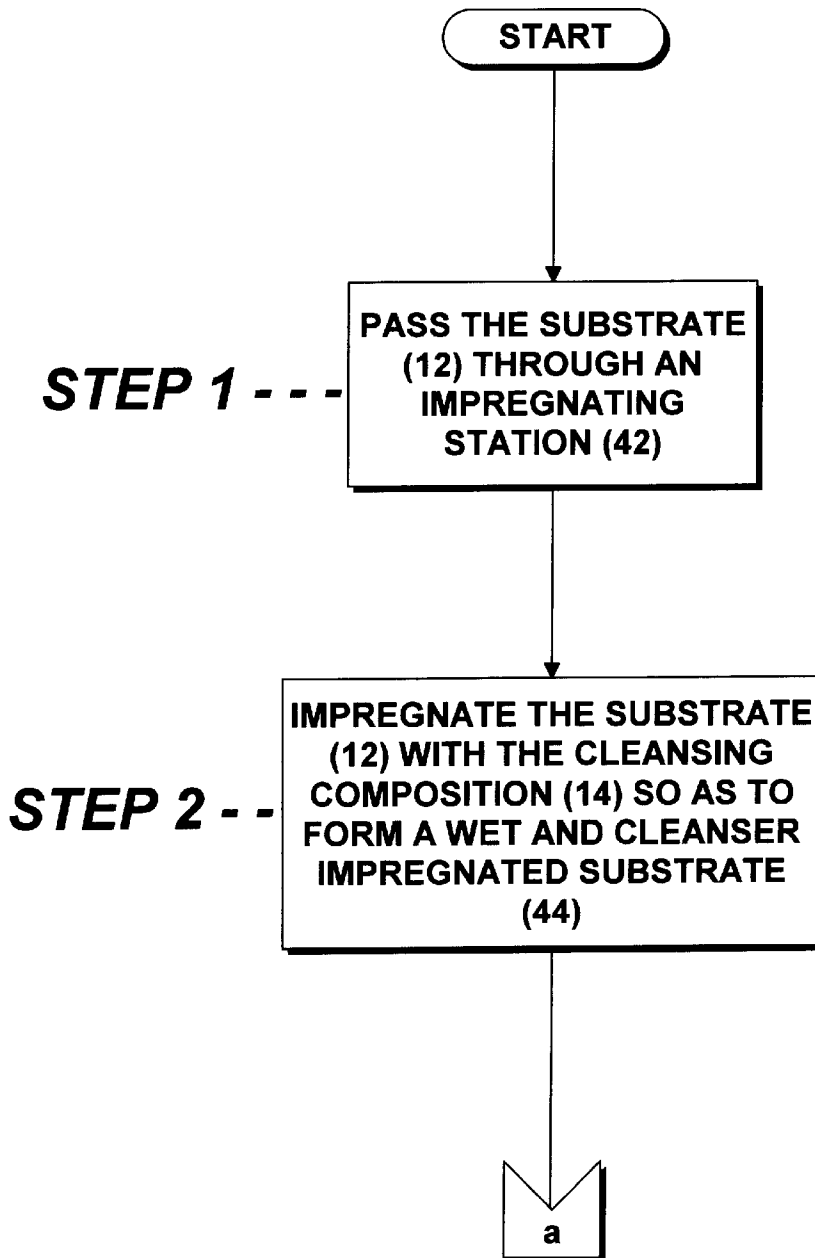 START
STEP 1 - - -
PASS THE SUBSTRATE
(12) THROUGH AN
IMPREGNATING
STATION (42)
STEP 2 - -
IMPREGNATE THE SUBSTRATE
(12) WITH THE CLEANSING
COMPOSITION (14) SO AS TO
FORM A WET AND CLEANSER
IMPREGNATED SUBSTRATE
(44)
a